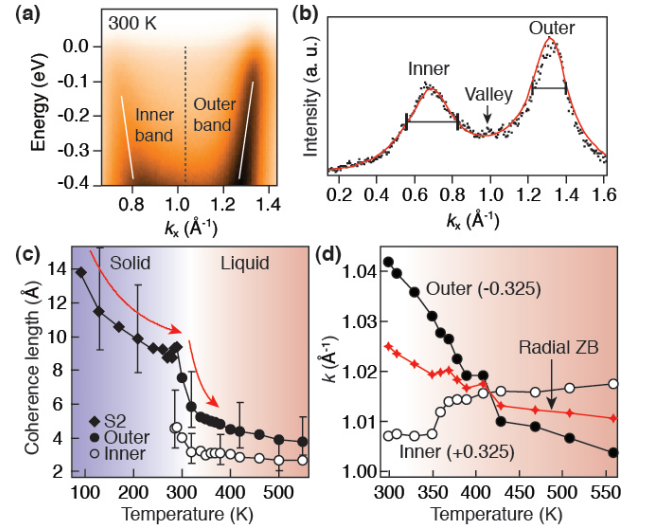 (a)
300 K
0.0
-0.1
-0.2
-0.3
-0.4
Energy (eV)
Inner
band
Outer
band
0.8 1.0 1.2 1.4
kx (Å-1)
(b)
Outer
Inner
Valley
Intensity (a. u.)
0.2 0.4 0.6 0.8 1.0 1.2 1.4 1.6
kx (Å-1)
(c)
Solid Liquid
14
12
10
8
6
4
2
Coherence length (Å)
S2
Outer
Inner
100 200 300 400 500
Temperature (K)
(d)
1.04
1.03
1.02
1.01
1.00
k (Å-1)
Outer (-0.325)
Radial ZB
Inner (+0.325)
300 350 400 450 500 550
Temperature (K)